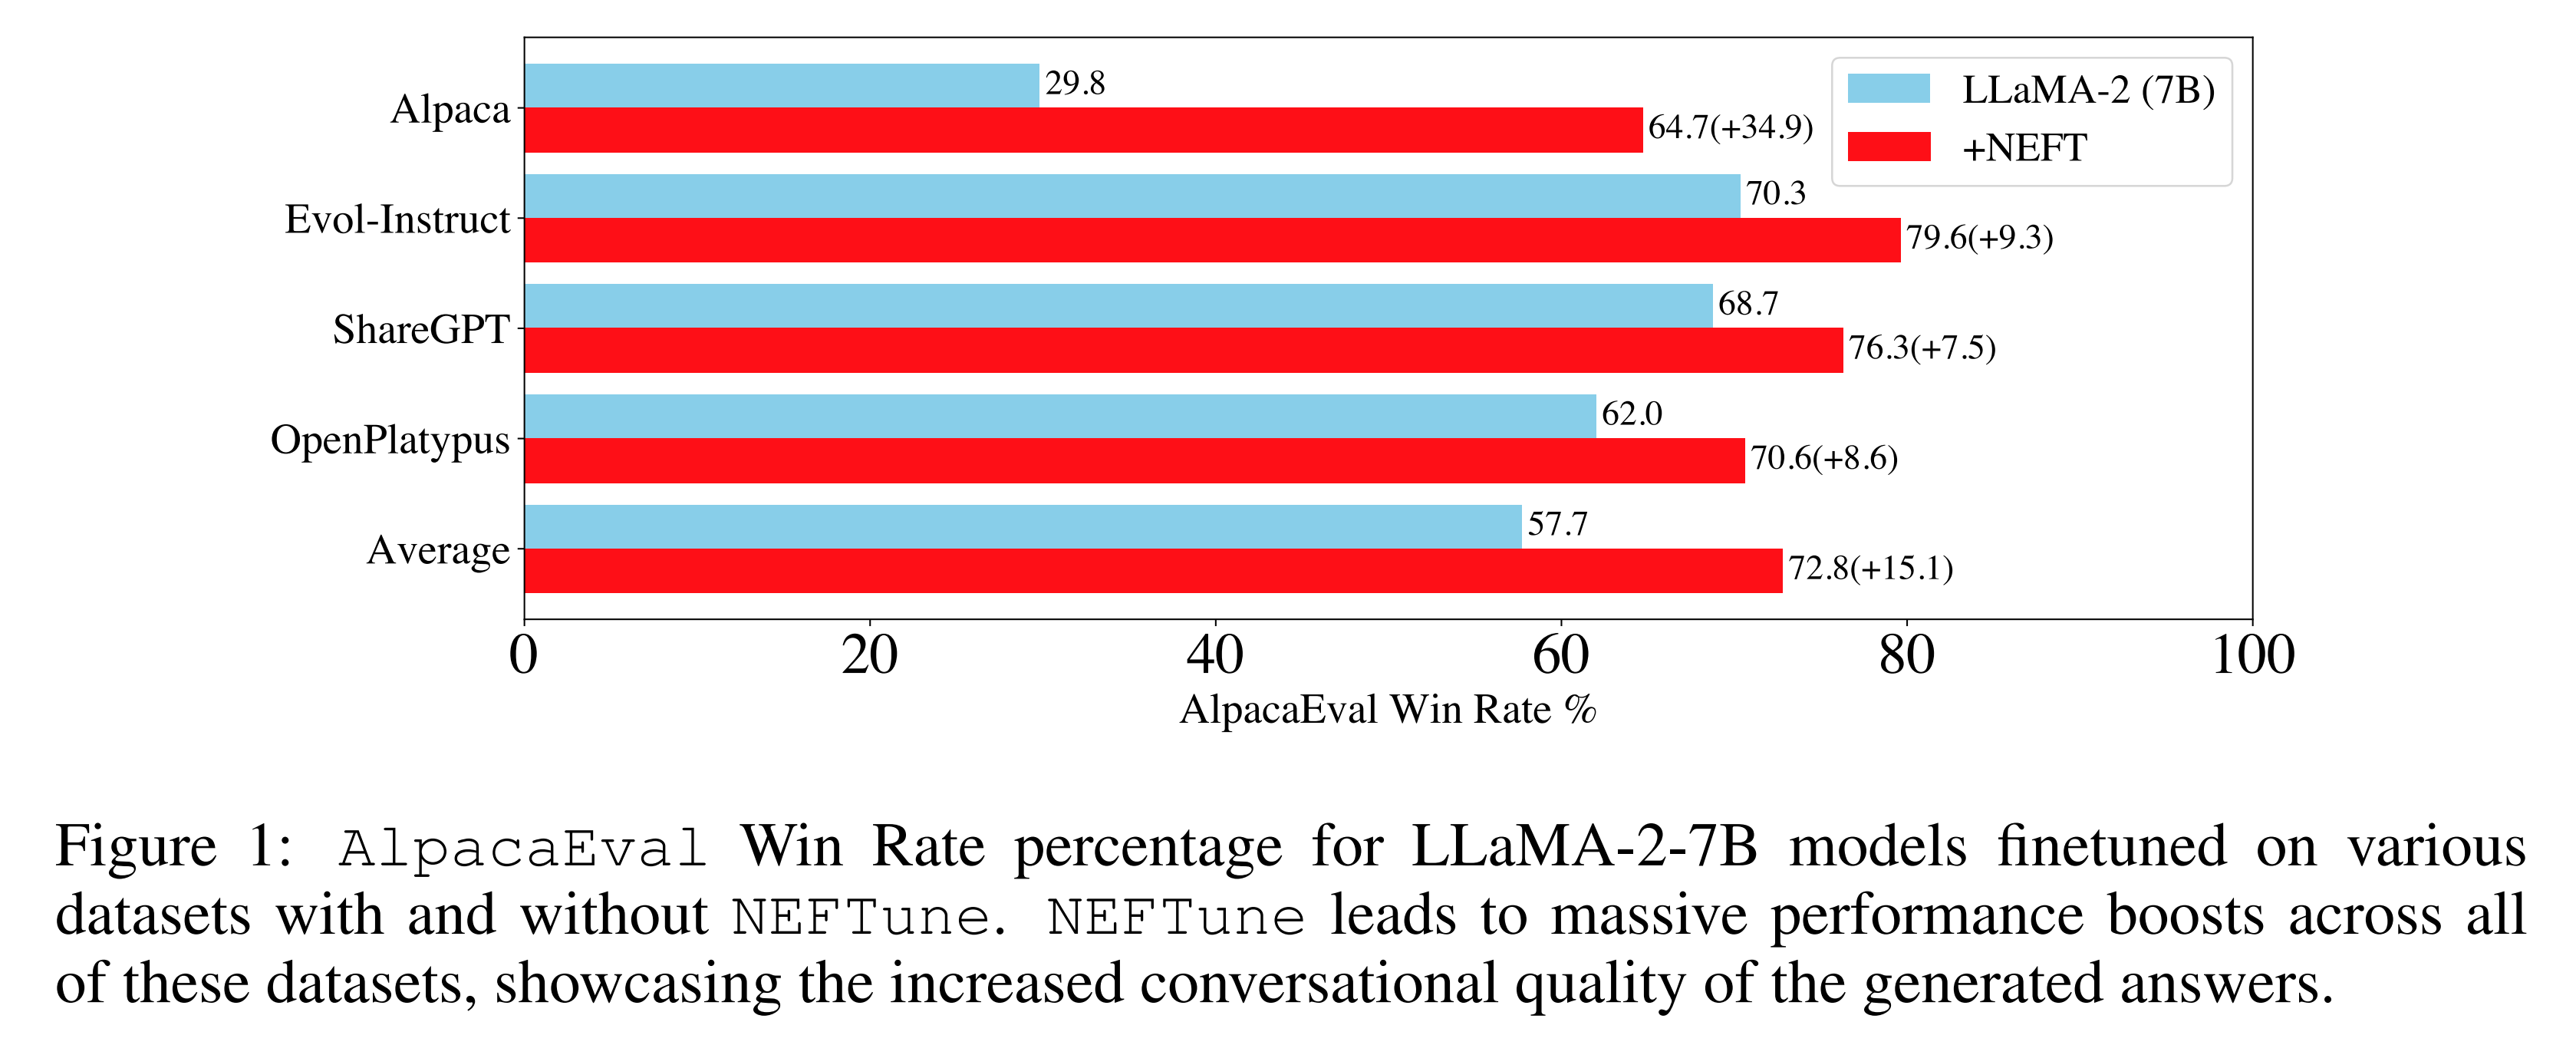 LLaMA-2 (7B)
+NEFT
Alpaca
29.8
64.7(+34.9)
Evol-Instruct
70.3
79.6(+9.3)
ShareGPT
68.7
76.3(+7.5)
OpenPlatypus
62.0
70.6(+8.6)
Average
57.7
72.8(+15.1)
0 20 40 60 80 100
AlpacaEval Win Rate %
Figure 1: AlpacaEval Win Rate percentage for LLaMA-2-7B models finetuned on various
datasets with and without NEFTune. NEFTune leads to massive performance boosts across all
of these datasets, showcasing the increased conversational quality of the generated answers.